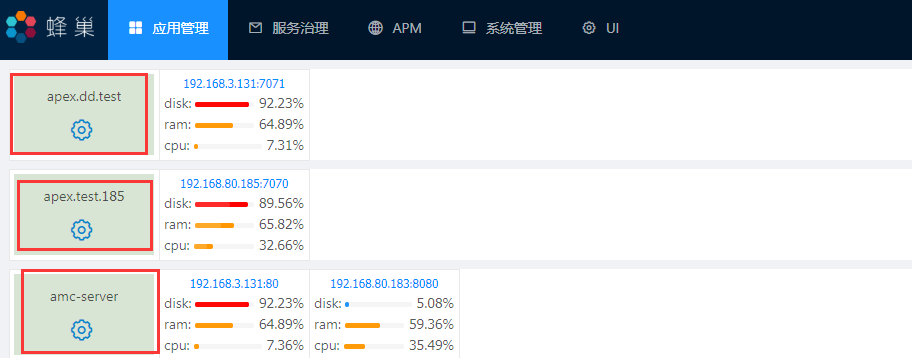 蜂巢 应用管理 服务治理 APM 系统管理 UI
apex.dd.test
192.168.3.131:7071
disk: 92.23%
ram: 64.89%
cpu: 7.31%
apex.test.185
192.168.80.185:7070
disk: 89.56%
ram: 65.82%
cpu: 32.66%
amc-server
192.168.3.131:80
disk: 92.23%
ram: 64.89%
cpu: 7.36%
192.168.80.183:8080
disk: 5.08%
ram: 59.36%
cpu: 35.49%